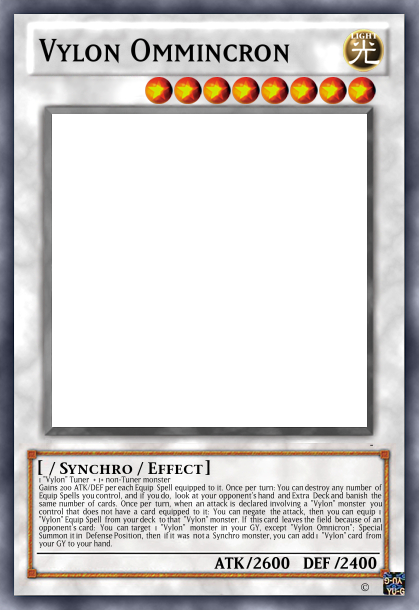 VYLON OMMINCRON
LIGHT
光
[ / SYNCHRO / EFFECT]
1 "Vylon" Tuner + 1+ non-Tuner monster
Gains 200 ATK/DEF per each Equip Spell equipped to it. Once per turn: You can destroy any number of
Equip Spells you control, and if you do, look at your opponent's hand and Extra Deck and banish the
same number of cards. Once per turn, when an attack is declared involving a "Vylon" monster you
control that does not have a card equipped to it: You can negate the attack, then you can equip 1
"Vylon" Equip Spell from your deck to that "Vylon" monster. If this card leaves the field because of an
opponent's card: You can target 1 "Vylon" monster in your GY, except "Vylon Omnicron"; Special
Summon it in Defense Position, then if it was not a Synchro monster, you can add 1 "Vylon" card from
your GY to your hand.
ATK/2600 DEF/2400
©
YU-G